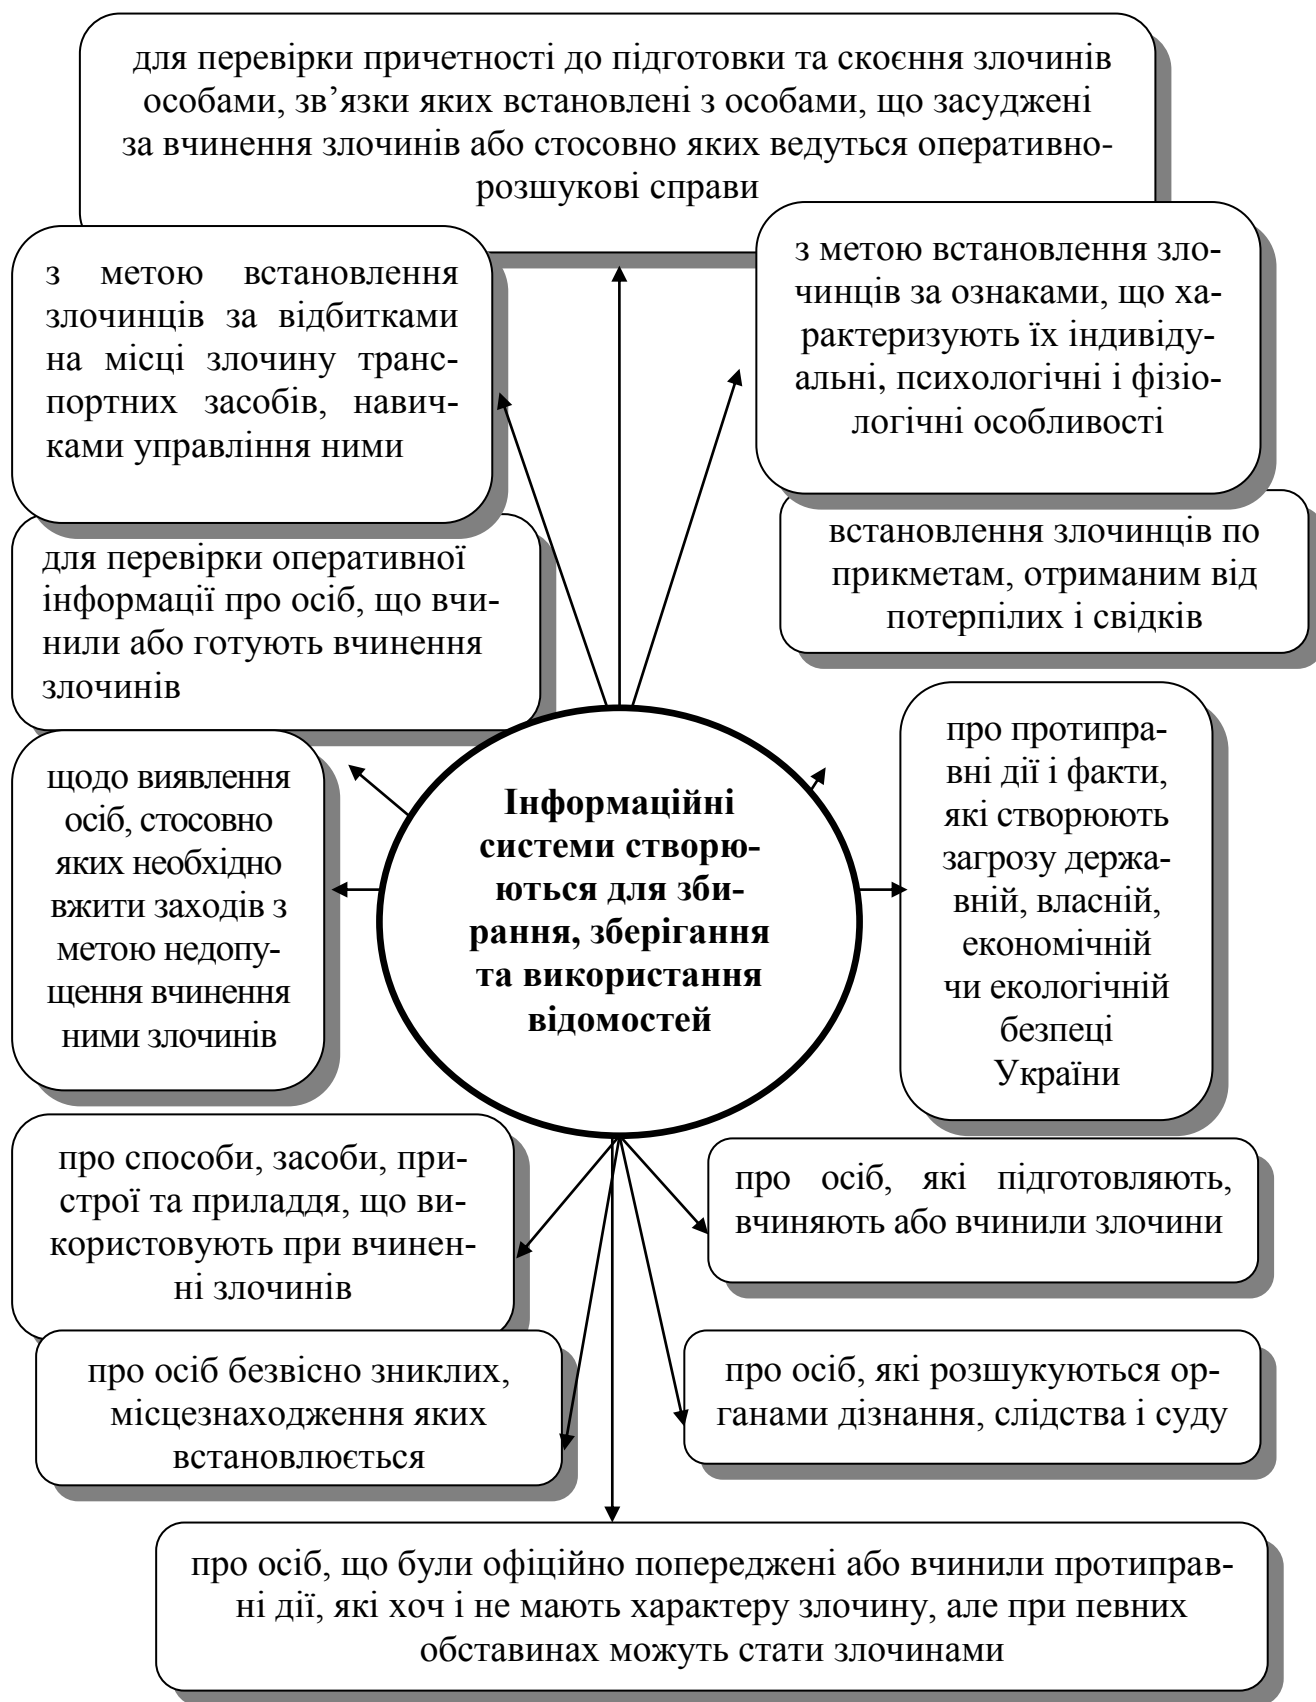 для перевірки причетності до підготовки та скоєння злочинів
особами, зв’язки яких встановлені з особами, що засуджені
за вчинення злочинів або стосовно яких ведуться оперативно-
розшукові справи
з метою встановлення
злочинців за відбитками
на місці злочину транс-
портних засобів, навич-
ками управління ними
з метою встановлення зло-
чинців за ознаками, що ха-
рактеризують їх індивіду-
альні, психологічні і фізіо-
логічні особливості
для перевірки оперативної
інформації про осіб, що вчи-
нили або готують вчинення
злочинів
встановлення злочинців по
прикметам, отриманим від
потерпілих і свідків
щодо виявлення
осіб, стосовно
яких необхідно
вжити заходів з
метою недопу-
щення вчинення
ними злочинів
Інформаційні
системи створю-
ються для зби-
рання, зберігання
та використання
відомостей
про протипра-
вні дії і факти,
які створюють
загрозу держа-
вній, власній,
економічній
чи екологічній
безпеці
України
про способи, засоби, при-
строї та приладдя, що ви-
користовують при вчинен-
ні злочинів
про осіб, які підготовляють,
вчиняють або вчинили злочини
про осіб безвісно зниклих,
місцезнаходження яких
встановлюється
про осіб, які розшукуються ор-
ганами дізнання, слідства і суду
про осіб, що були офіційно попереджені або вчинили протиправ-
ні дії, які хоч і не мають характеру злочину, але при певних
обставинах можуть стати злочинами